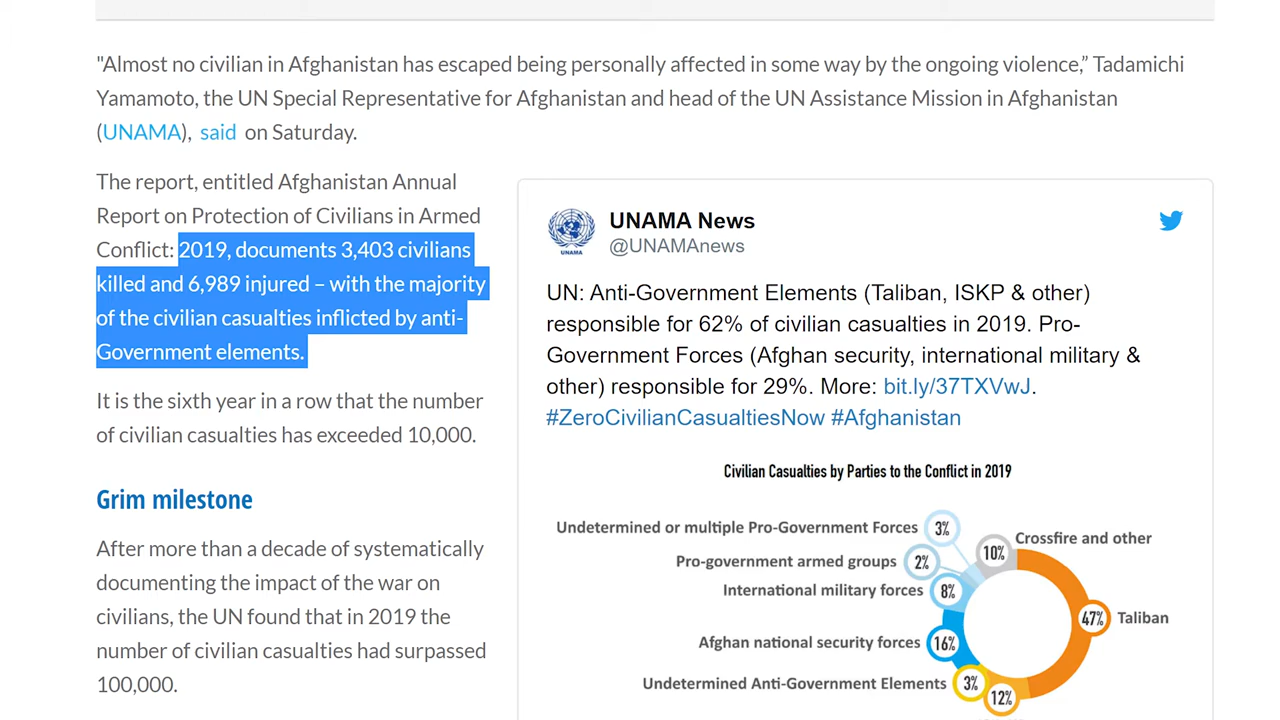 "Almost no civilian in Afghanistan has escaped being personally affected in some way by the ongoing violence,” Tadamichi
Yamamoto, the UN Special Representative for Afghanistan and head of the UN Assistance Mission in Afghanistan
(UNAMA), said on Saturday.
The report, entitled Afghanistan Annual
Report on Protection of Civilians in Armed
Conflict: 2019, documents 3,403 civilians
killed and 6,989 injured – with the majority
of the civilian casualties inflicted by anti-
Government elements.
It is the sixth year in a row that the number
of civilian casualties has exceeded 10,000.
Grim milestone
After more than a decade of systematically
documenting the impact of the war on
civilians, the UN found that in 2019 the
number of civilian casualties had surpassed
100,000.
UNAMA
UNAMA News
@UNAMAnews
UN: Anti-Government Elements (Taliban, ISKP & other)
responsible for 62% of civilian casualties in 2019. Pro-
Government Forces (Afghan security, international military &
other) responsible for 29%. More: bit.ly/37TXVwJ.
#ZeroCivilianCasualtiesNow #Afghanistan
Civilian Casualties by Parties to the Conflict in 2019
Undetermined or multiple Pro-Government Forces 3%
10% Crossfire and other
Pro-government armed groups 2%
International military forces 8%
47% Taliban
Afghan national security forces 16%
Undetermined Anti-Government Elements 3%
12%